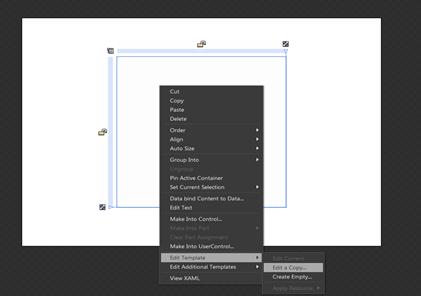 Cut
Copy
Paste
Delete
Order
Align
Auto Size
Group Into
Ungroup
Pin Active Container
Set Current Selection
Data bind Content to Data...
Edit Text
Make Into Control...
Make Into Part
Clear Part Assignment
Make Into UserControl...
Edit Template
Edit Additional Templates
View XAML
Edit Current
Edit a Copy...
Create Empty...
Apply Resource